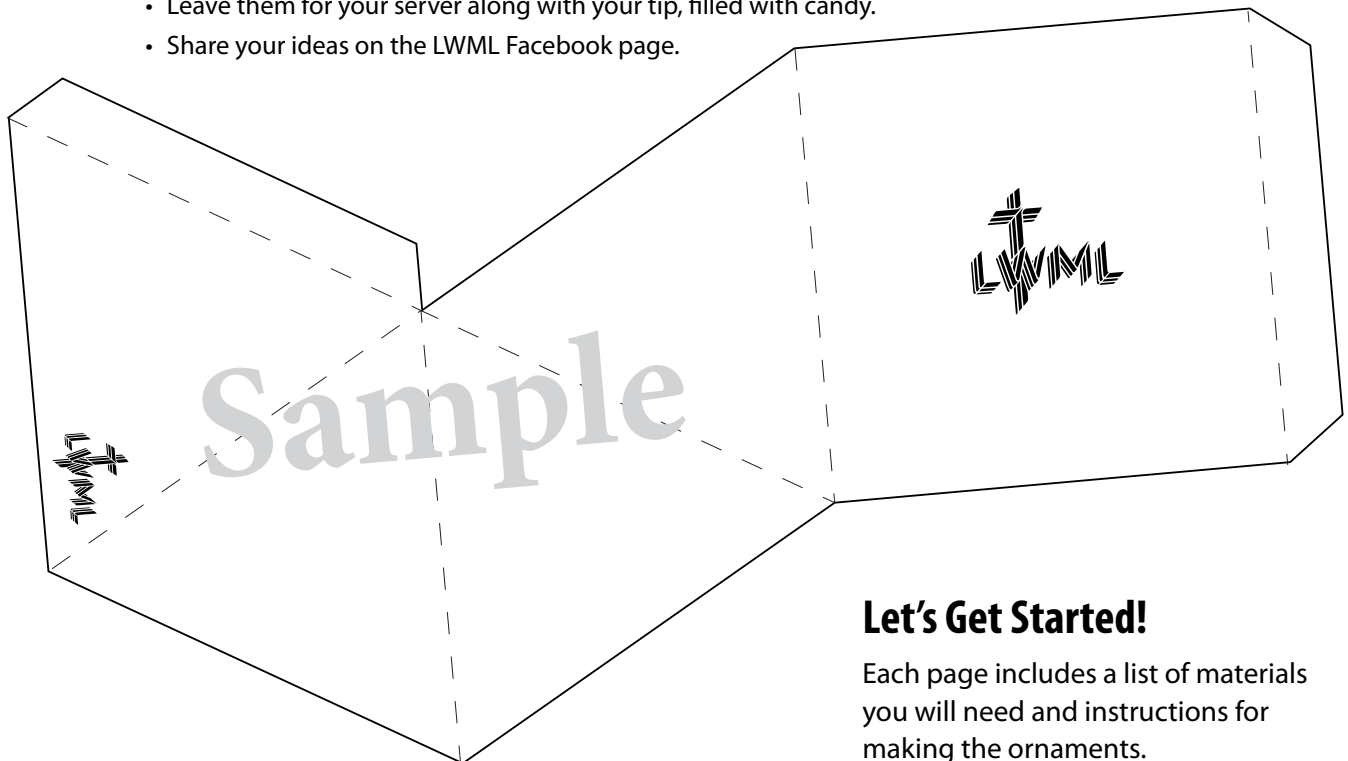 • Leave them for your server along with your tip, filled with candy.
• Share your ideas on the LWML Facebook page.
LWML
Sample
LWML
Let's Get Started!
Each page includes a list of materials
you will need and instructions for
making the ornaments.